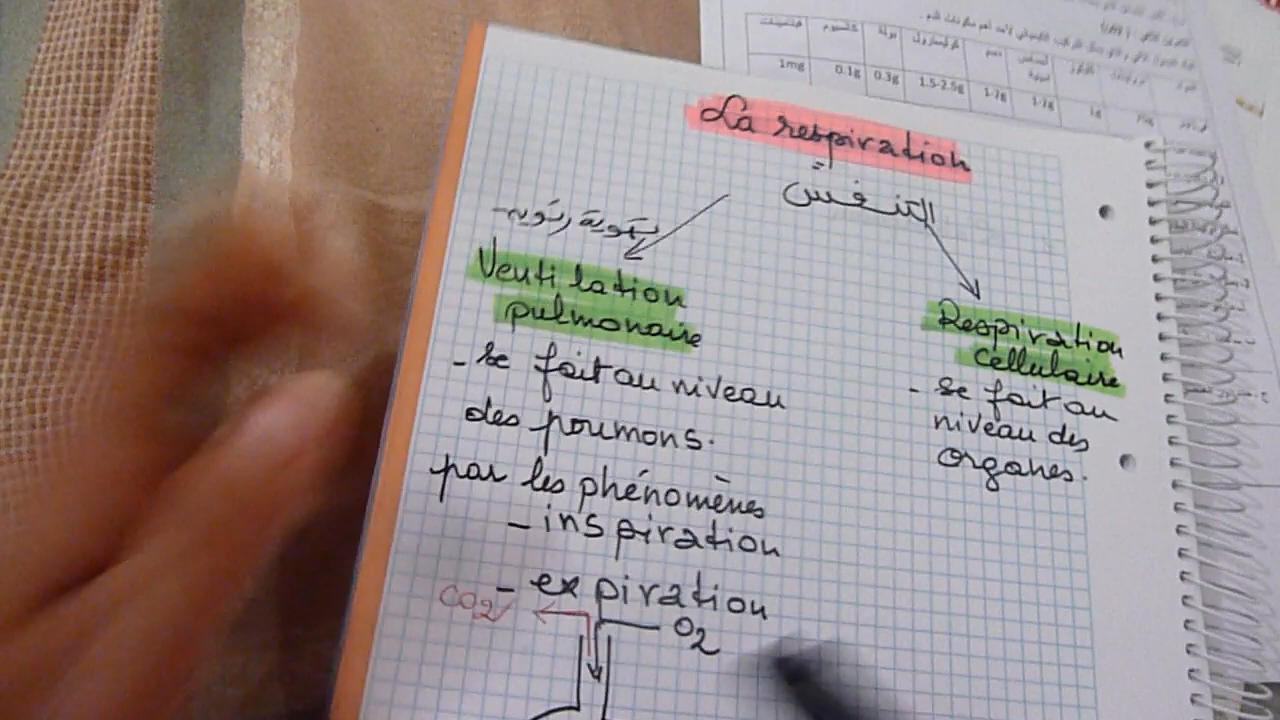 1mg 0.1g 0.3g 1.5-2.5g 1-2g 1-2g 1g
La respiration
التنفس
تهوية رئوية
Ventilation
pulmonaire
- se fait au niveau
des poumons.
par les phénomènes
- inspiration
- expiration
CO2
O2
Respiration
Cellulaire
- se fait au
niveau des
organes.